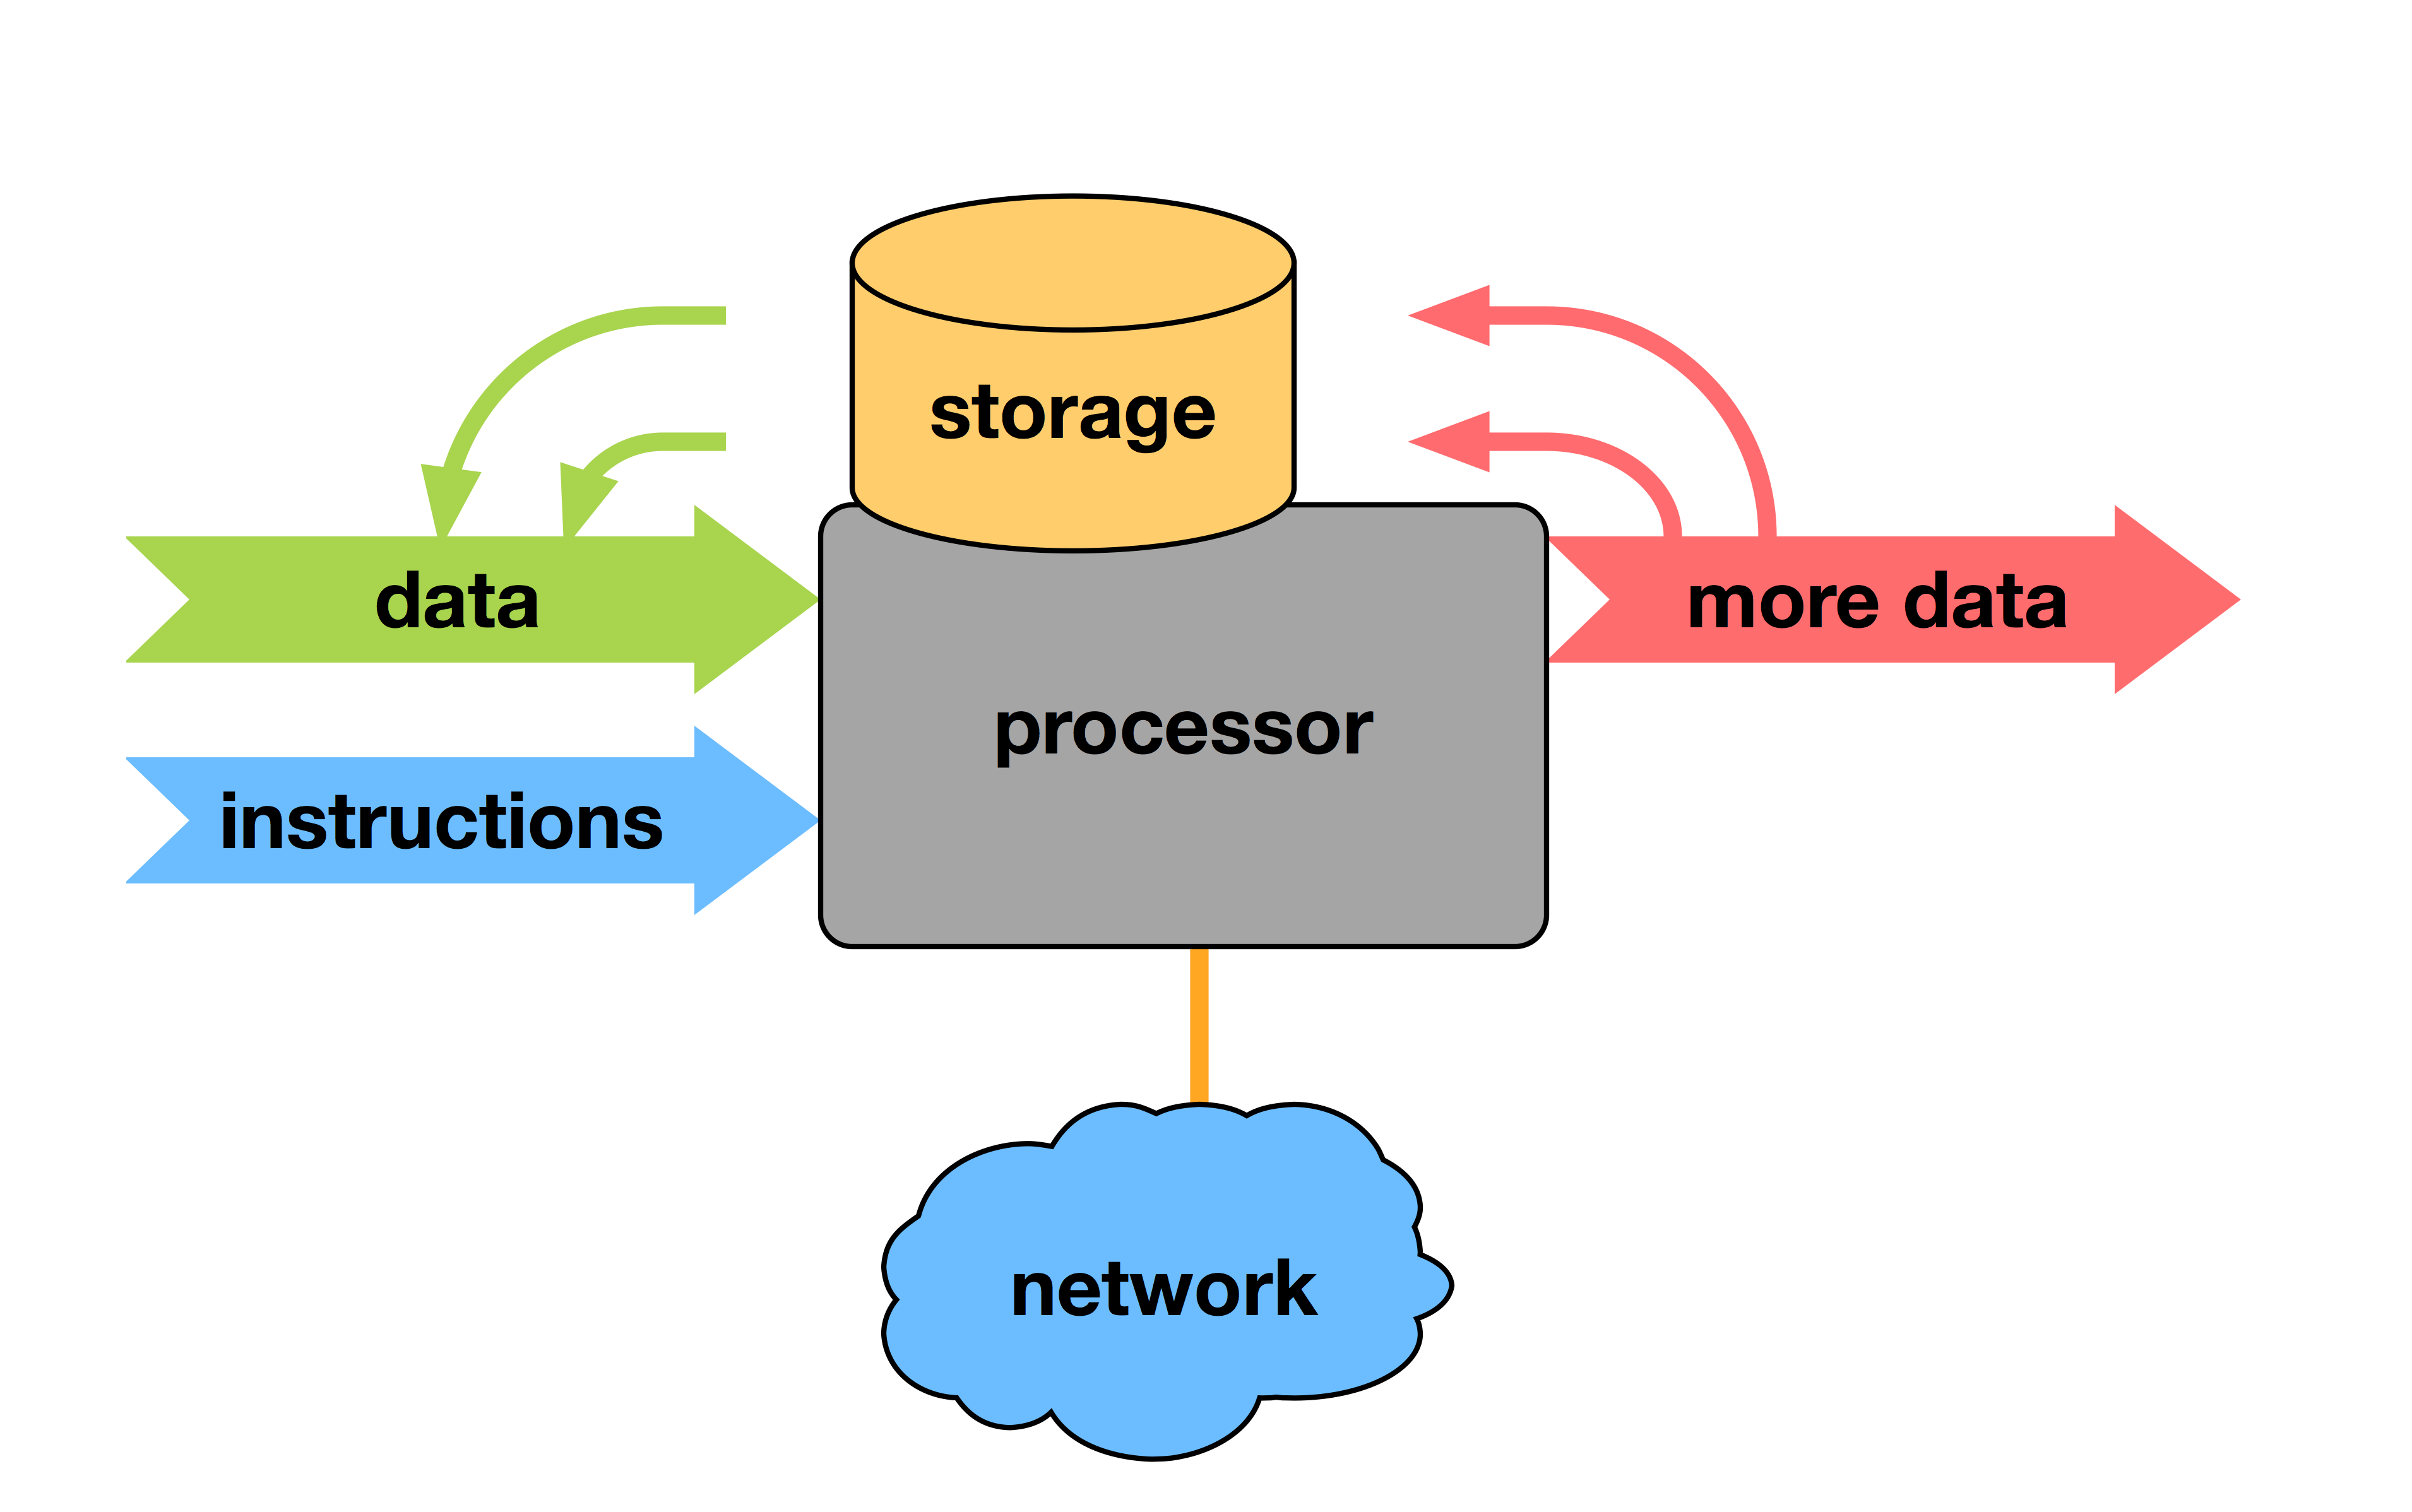 storage
data
more data
processor
instructions
network